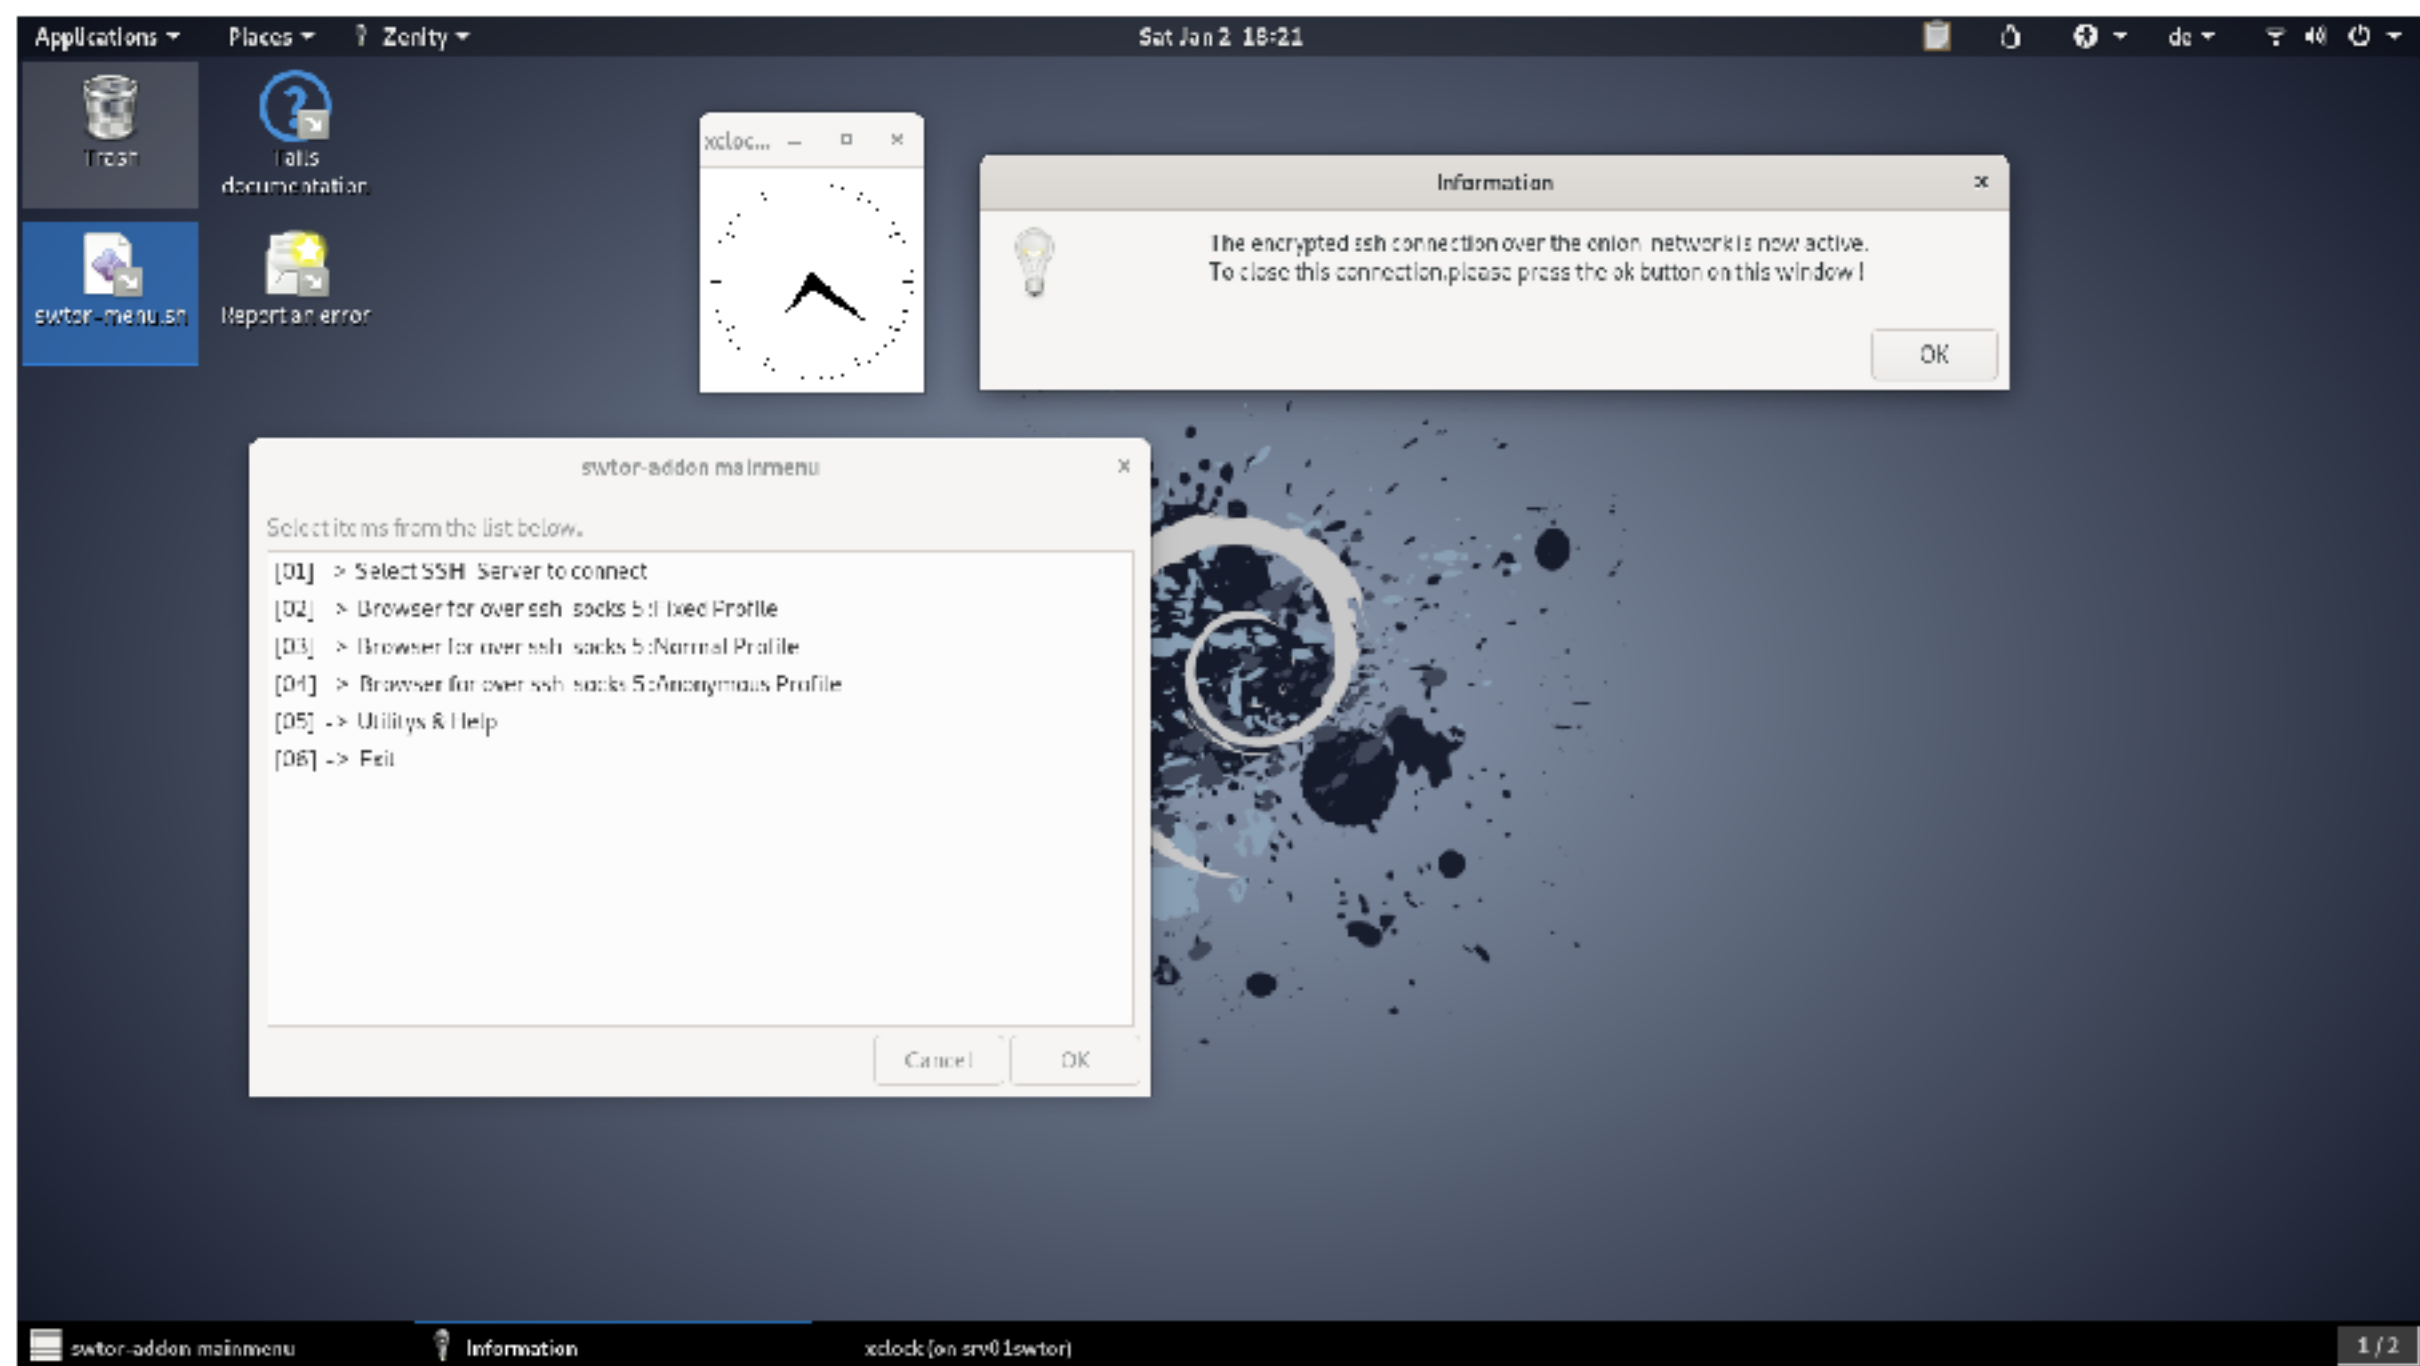 Applications Places Zenity Sat Jan 2 18:21 de
Trash
Tails
documentation
swtor-menu.sh
Report an error
xcloc...
Information
The encrypted ssh connection over the onion network is now active.
To close this connection,please press the ok button on this window !
OK
swtor-addon mainmenu
Select items from the list below.
[01] -> Select SSH Server to connect
[02] -> Browser for over ssh socks 5 :Fixed Profile
[03] -> Browser for over ssh socks 5 :Normal Profile
[04] -> Browser for over ssh socks 5 :Anonymous Profile
[05] -> Utilitys & Help
[06] -> Exit
Cancel OK
swtor-addon mainmenu Information xclock (on srv01swtor) 1 / 2